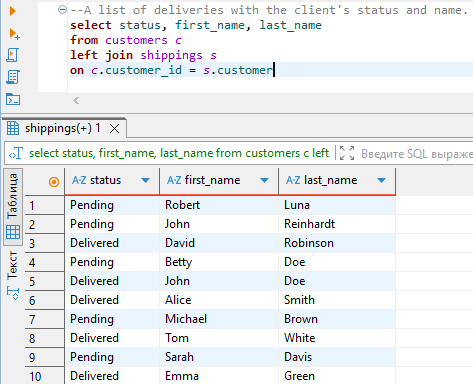 --A list of deliveries with the client's status and name.
select status, first_name, last_name
from customers c
left join shippings s
on c.customer_id = s.customer
shippings(+) 1
select status, first_name, last_name from customers c left
Введите SQL выраже
Таблица
Текст
status first_name last_name
1 Pending Robert Luna
2 Pending John Reinhardt
3 Delivered David Robinson
4 Pending Betty Doe
5 Delivered John Doe
6 Delivered Alice Smith
7 Pending Michael Brown
8 Delivered Tom White
9 Pending Sarah Davis
10 Delivered Emma Green